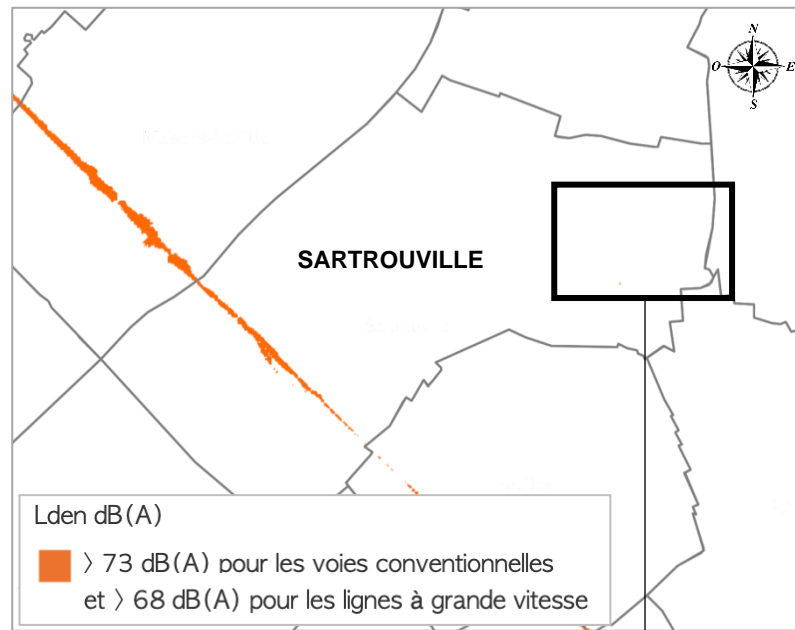 N
O E
S
SARTROUVILLE
Lden dB(A)
> 73 dB(A) pour les voies conventionnelles
et > 68 dB(A) pour les lignes à grande vitesse